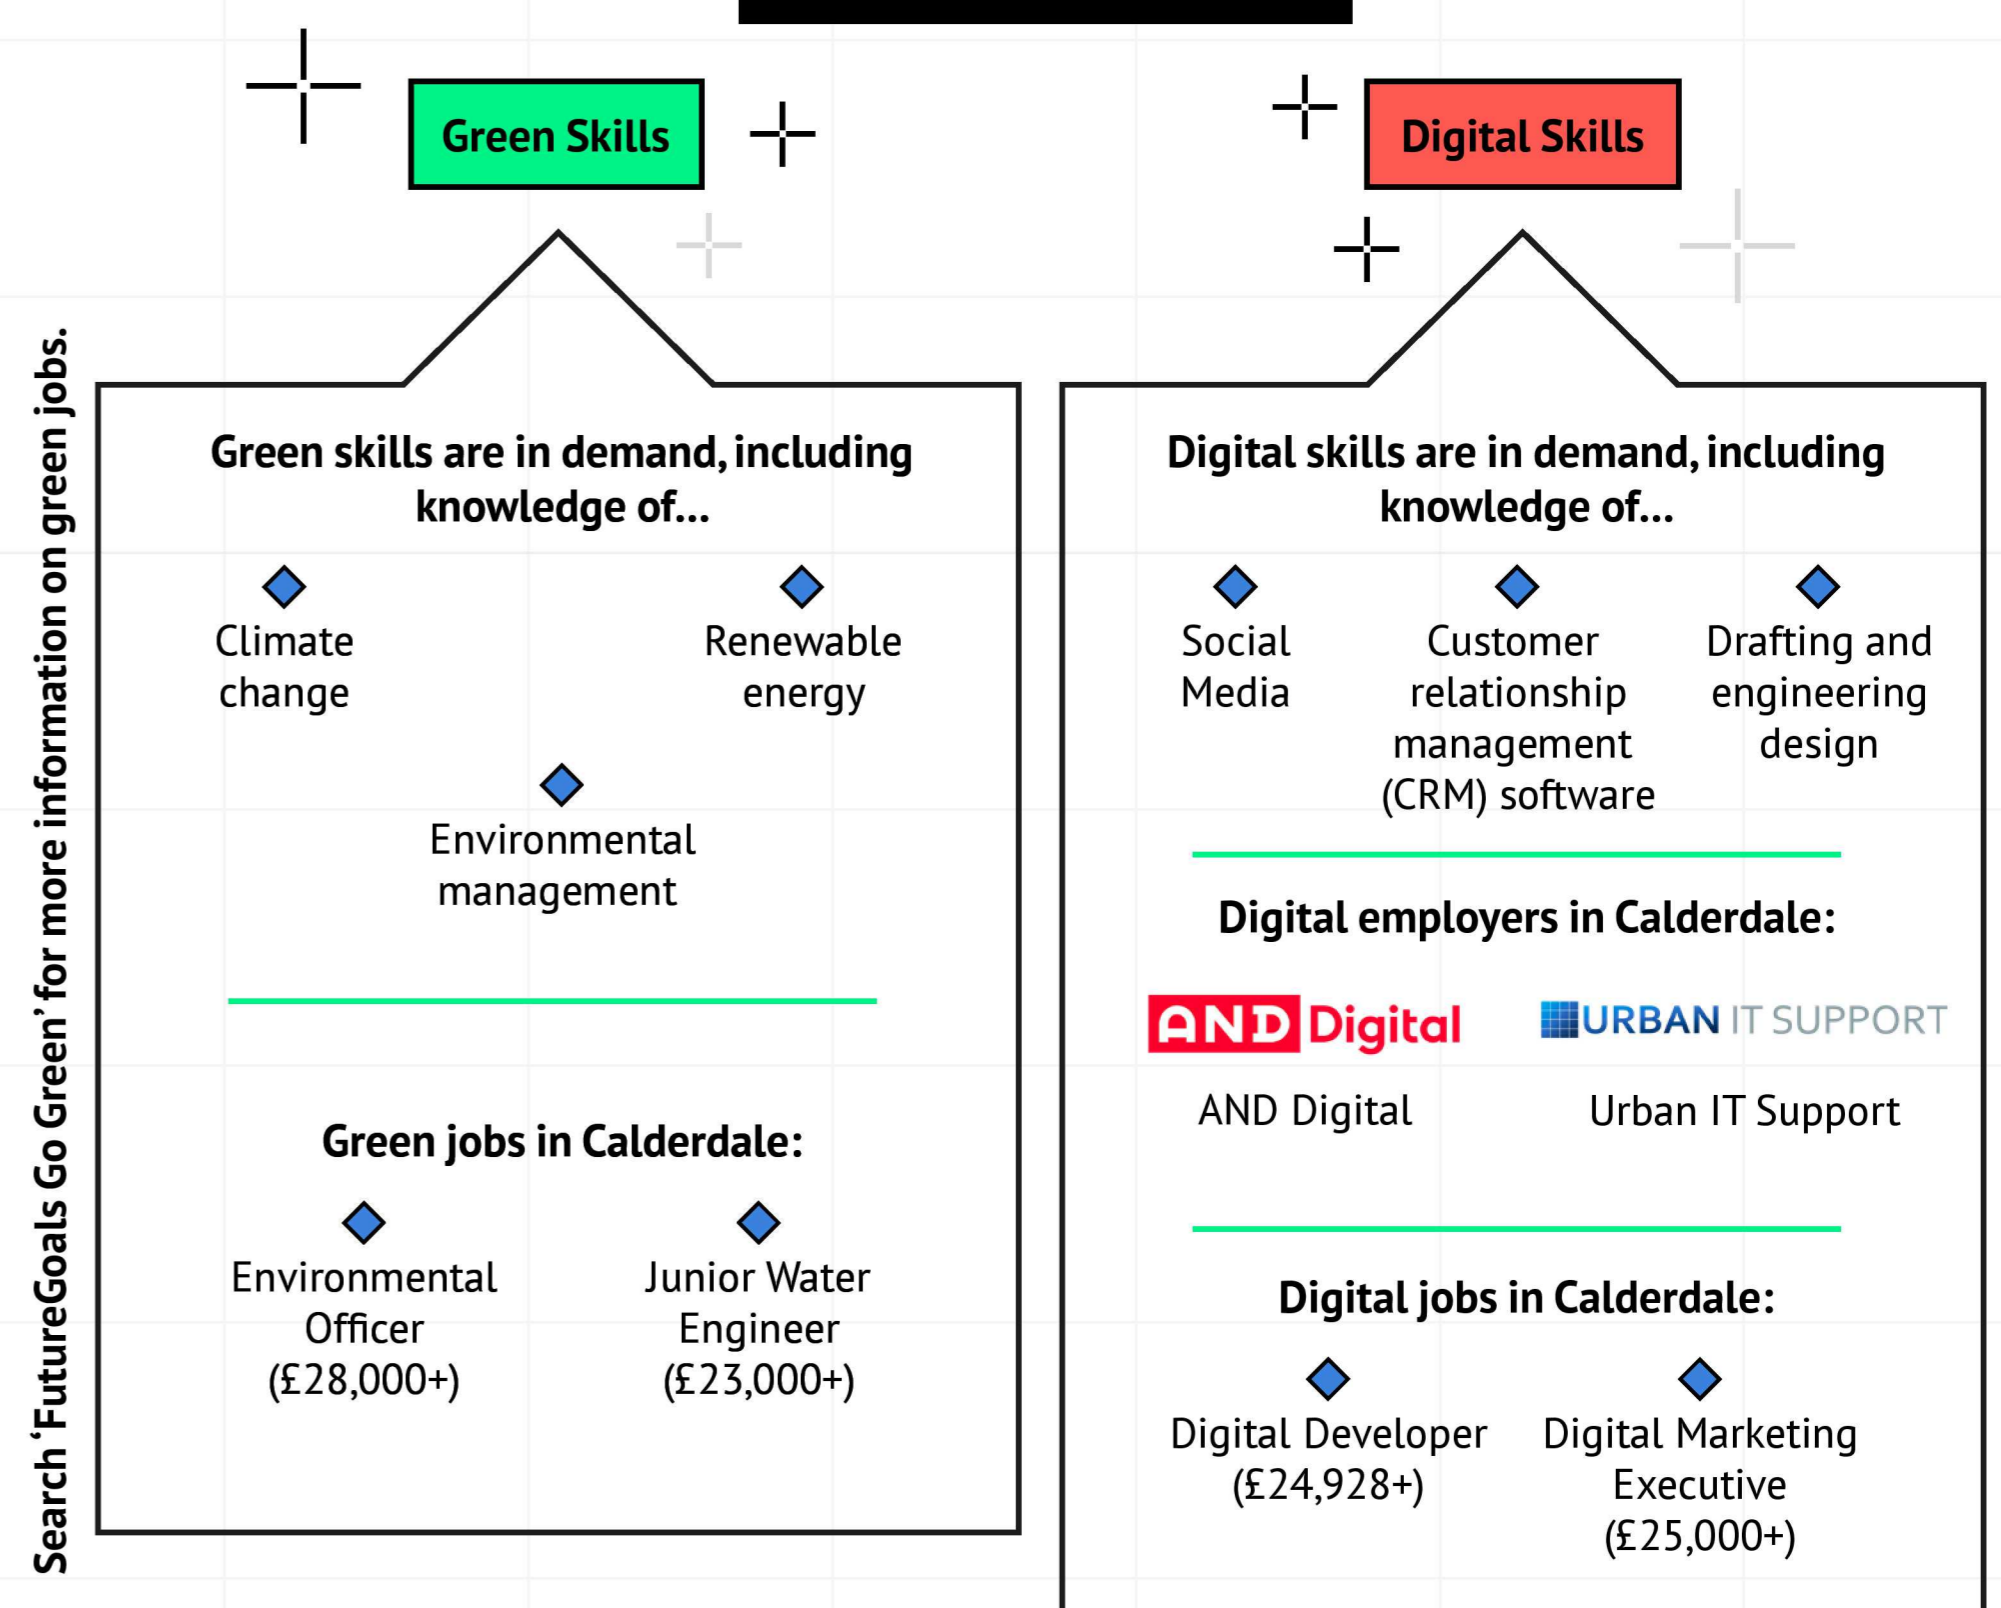 Green Skills
Digital Skills
Search ‘FutureGoals Go Green’ for more information on green jobs.
Green skills are in demand, including
knowledge of...
Climate
change
Renewable
energy
Environmental
management
Green jobs in Calderdale:
Environmental
Officer
(£28,000+)
Junior Water
Engineer
(£23,000+)
Digital skills are in demand, including
knowledge of...
Social
Media
Customer
relationship
management
(CRM) software
Drafting and
engineering
design
Digital employers in Calderdale:
AND Digital
URBAN IT SUPPORT
AND Digital
Urban IT Support
Digital jobs in Calderdale:
Digital Developer
(£24,928+)
Digital Marketing
Executive
(£25,000+)